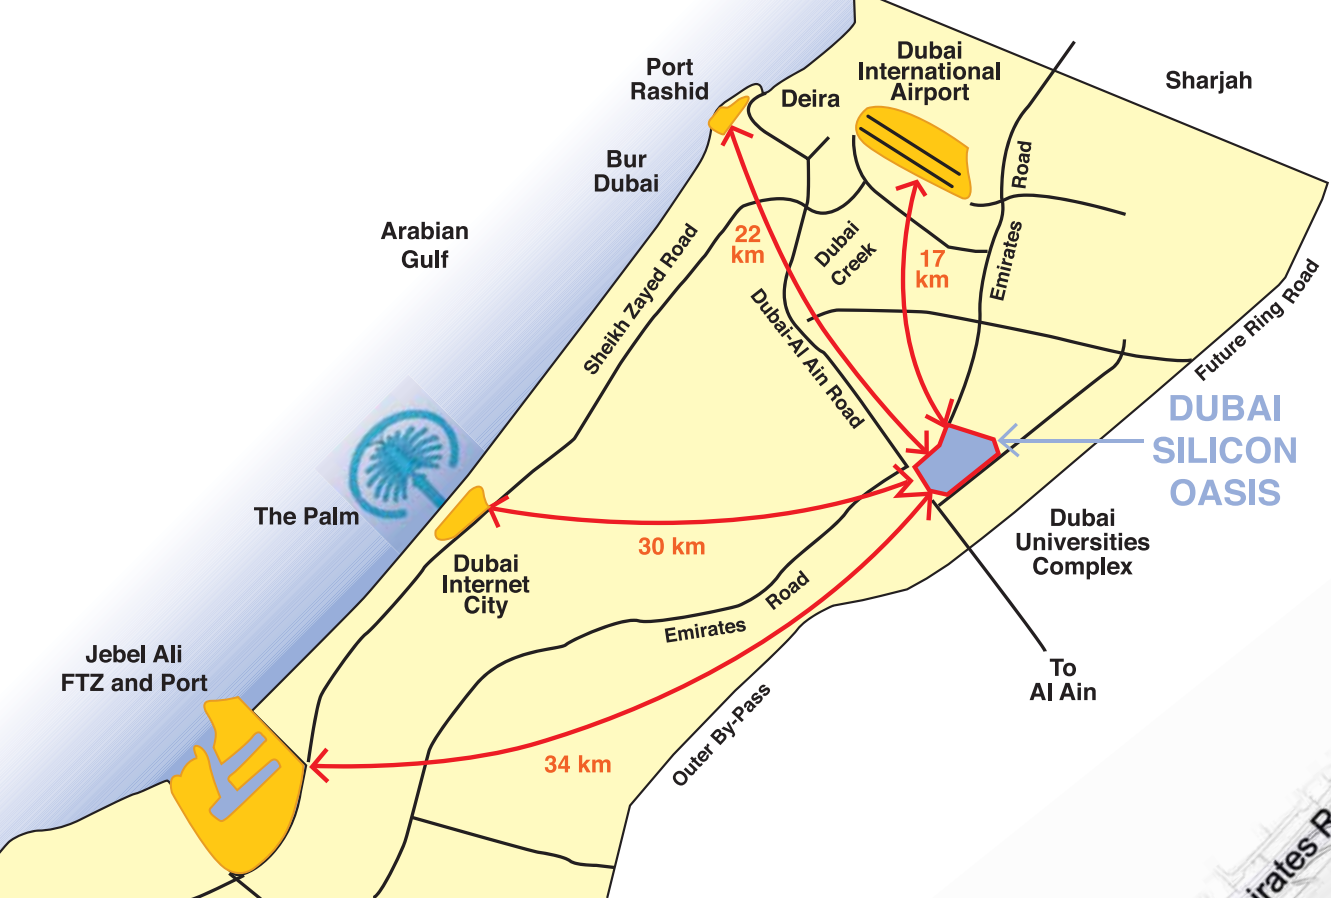 Dubai
International
Airport
Port
Rashid
Deira
Sharjah
Bur
Dubai
Road
Arabian
Gulf
22
km
Dubai
Creek
17
km
Emirates
Sheikh Zayed Road
Dubai-Al Ain Road
Future Ring Road
DUBAI
SILICON
OASIS
The Palm
30 km
Dubai
Universities
Complex
Dubai
Internet
City
Road
Emirates
Jebel Ali
FTZ and Port
To
Al Ain
Outer By-Pass
34 km